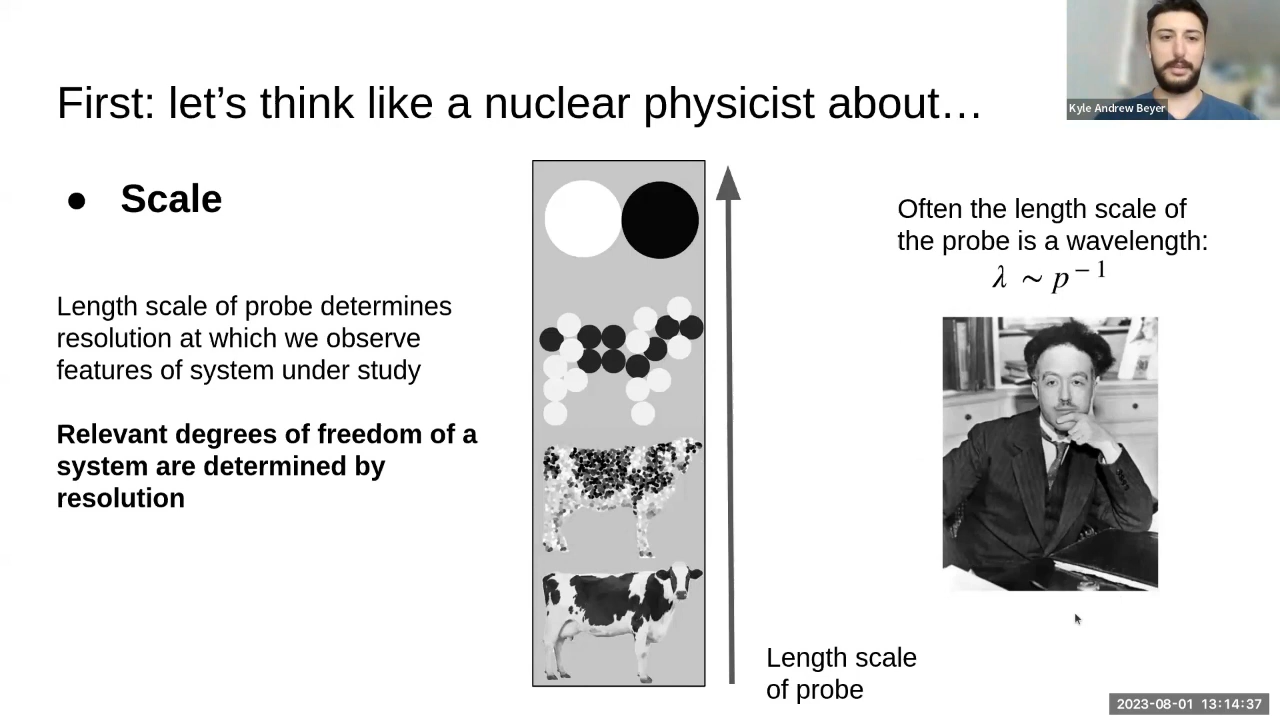 First: let's think like a nuclear physicist about…
Kyle Andrew Beyer
● Scale
Length scale of probe determines
resolution at which we observe
features of system under study
Relevant degrees of freedom of a
system are determined by
resolution
Often the length scale of
the probe is a wavelength:
λ ∼ p⁻¹
Length scale
of probe
2023-08-01 13:14:37